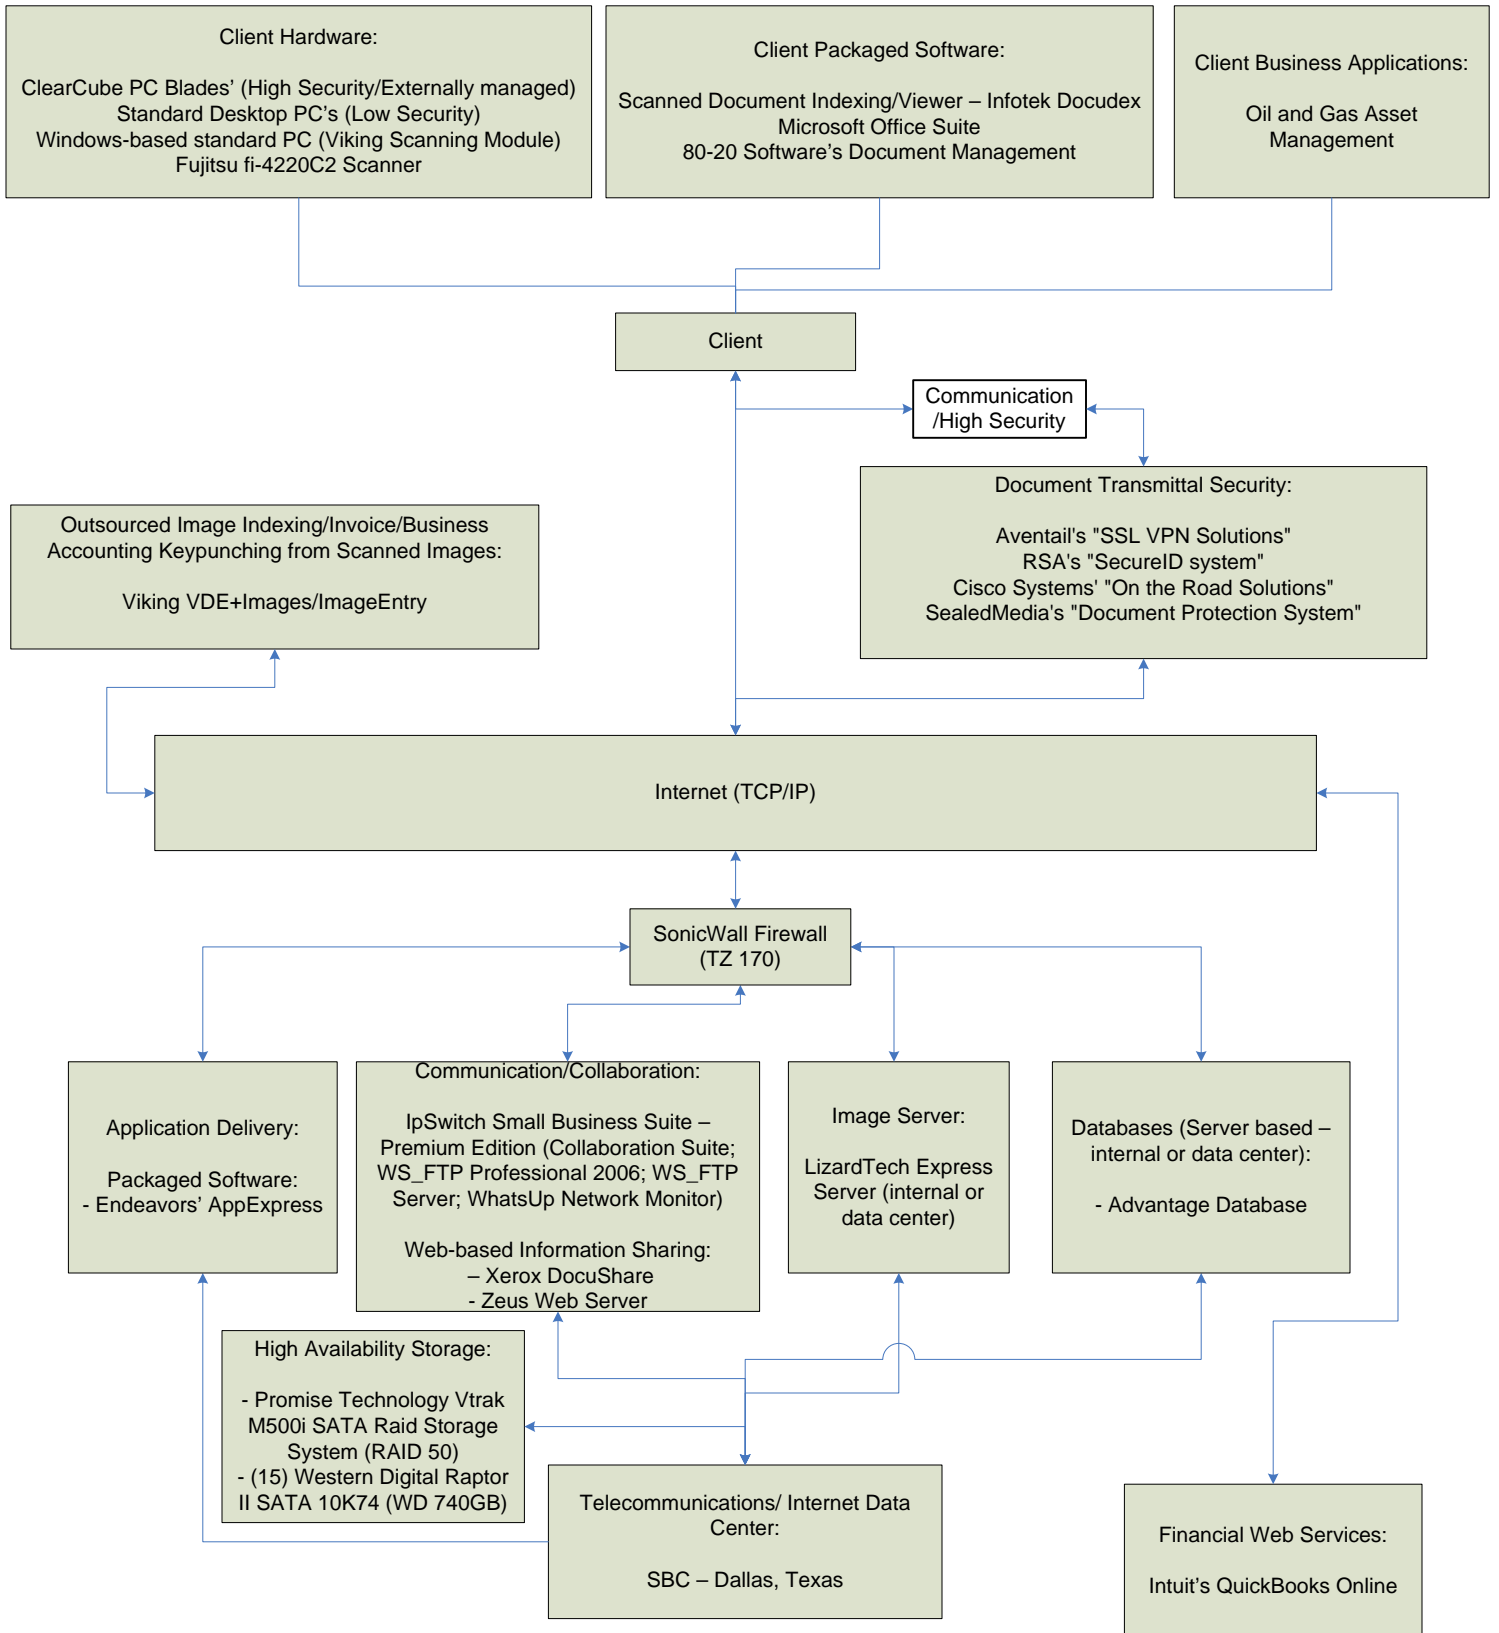 Client Hardware:
ClearCube PC Blades’ (High Security/Externally managed)
Standard Desktop PC's (Low Security)
Windows-based standard PC (Viking Scanning Module)
Fujitsu fi-4220C2 Scanner
Client Packaged Software:
Scanned Document Indexing/Viewer – Infotek Docudex
Microsoft Office Suite
80-20 Software’s Document Management
Client Business Applications:
Oil and Gas Asset
Management
Client
Communication
/High Security
Document Transmittal Security:
Aventail's "SSL VPN Solutions"
RSA's "SecureID system"
Cisco Systems' "On the Road Solutions"
SealedMedia's "Document Protection System"
Outsourced Image Indexing/Invoice/Business
Accounting Keypunching from Scanned Images:
Viking VDE+Images/ImageEntry
Internet (TCP/IP)
SonicWall Firewall
(TZ 170)
Application Delivery:
Packaged Software:
- Endeavors’ AppExpress
Communication/Collaboration:
IpSwitch Small Business Suite –
Premium Edition (Collaboration Suite;
WS_FTP Professional 2006; WS_FTP
Server; WhatsUp Network Monitor)
Web-based Information Sharing:
– Xerox DocuShare
- Zeus Web Server
Image Server:
LizardTech Express
Server (internal or
data center)
Databases (Server based –
internal or data center):
- Advantage Database
High Availability Storage:
- Promise Technology Vtrak
M500i SATA Raid Storage
System (RAID 50)
- (15) Western Digital Raptor
II SATA 10K74 (WD 740GB)
Telecommunications/ Internet Data
Center:
SBC – Dallas, Texas
Financial Web Services:
Intuit’s QuickBooks Online